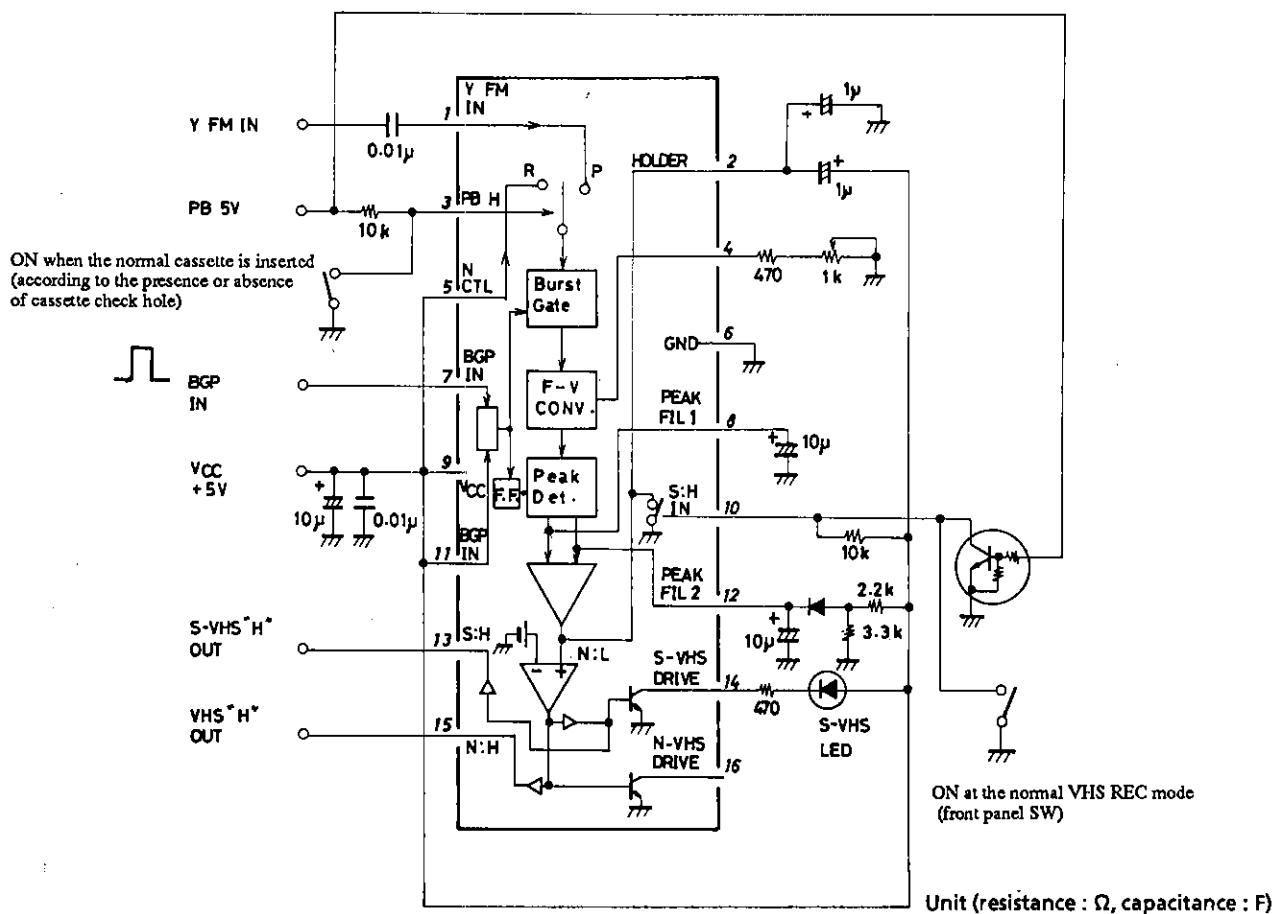 Y FM IN
0.01μ
1
Y FM
IN
R
P
HOLDER
2
1μ
+
+
1μ
PB 5V
10k
3
PB H
ON when the normal cassette is inserted
(according to the presence or absence
of cassette check hole)
N
CTL
5
Burst
Gate
4
470
1k
GND
6
BGP
IN
7
BGP
IN
F-V
CONV.
PEAK
FIL 1
8
+
10μ
VCC
+5V
+
10μ
0.01μ
9
VCC
F.F
Peak
Det.
S:H
IN
10
10k
BGP
IN
11
PEAK
FIL 2
12
+
10μ
2.2k
3.3k
S-VHS"H"
OUT
13
S:H
N:L
-
+
S-VHS
DRIVE
14
470
S-VHS
LED
VHS"H"
OUT
15
N:H
N-VHS
DRIVE
16
ON at the normal VHS REC mode
(front panel SW)
Unit (resistance : Ω, capacitance : F)